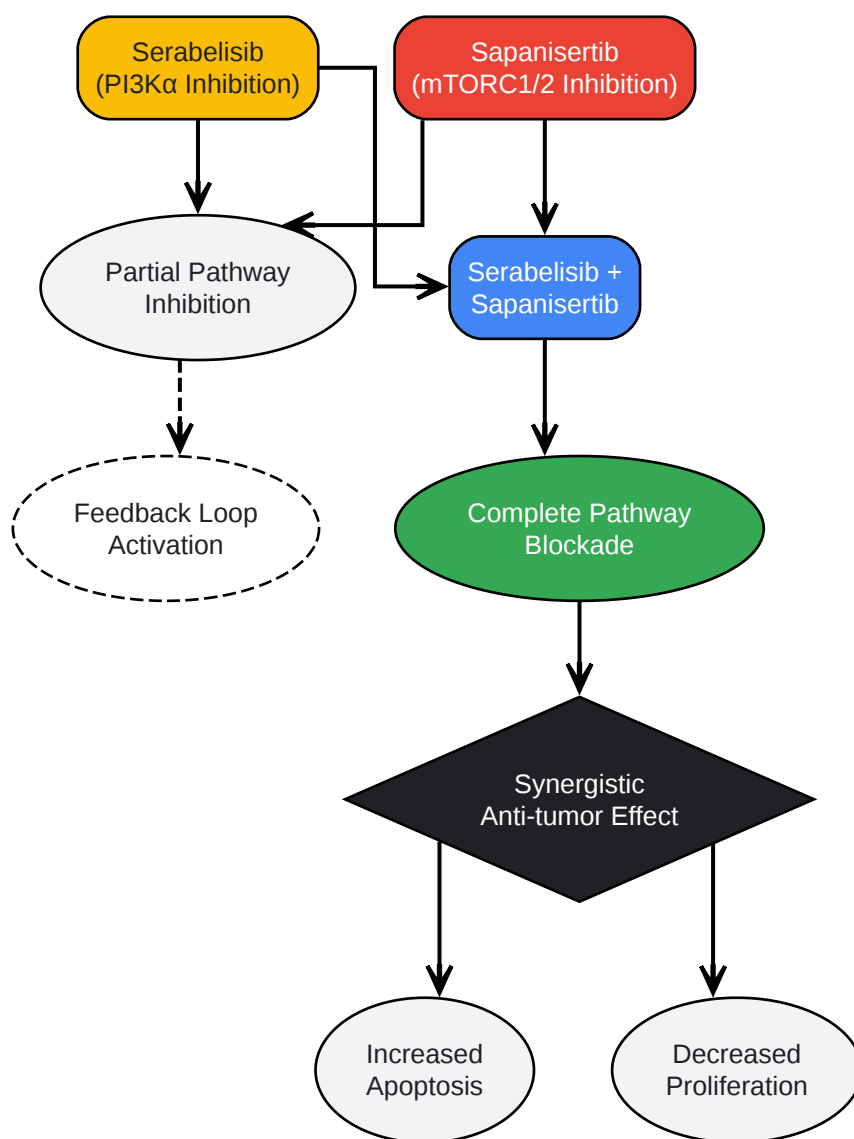 Serabelisib
(PI3Kα Inhibition)
Sapanisertib
(mTORC1/2 Inhibition)
Partial Pathway
Inhibition
Serabelisib +
Sapanisertib
Feedback Loop
Activation
Complete Pathway
Blockade
Synergistic
Anti-tumor Effect
Increased
Apoptosis
Decreased
Proliferation